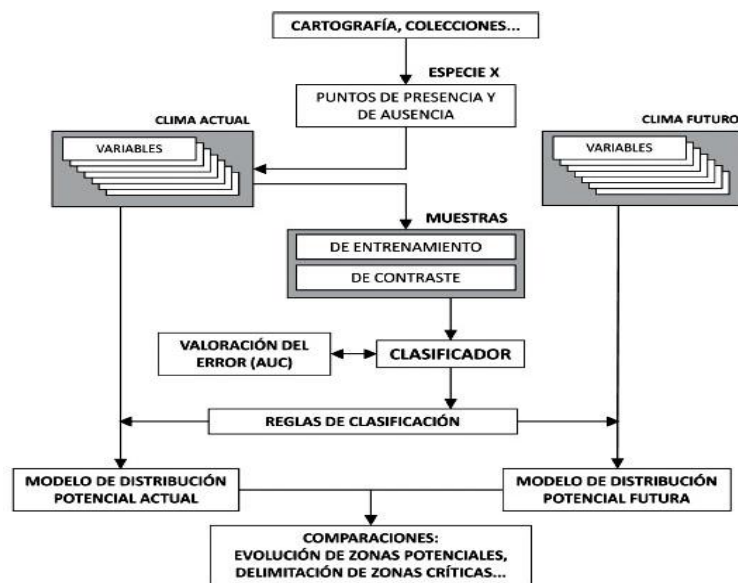 CARTOGRAFÍA, COLECCIONES...
ESPECIE X
PUNTOS DE PRESENCIA Y
DE AUSENCIA
CLIMA ACTUAL
VARIABLES
CLIMA FUTURO
VARIABLES
MUESTRAS
DE ENTRENAMIENTO
DE CONTRASTE
VALORACIÓN DEL
ERROR (AUC)
CLASIFICADOR
REGLAS DE CLASIFICACIÓN
MODELO DE DISTRIBUCIÓN
POTENCIAL ACTUAL
MODELO DE DISTRIBUCIÓN
POTENCIAL FUTURA
COMPARACIONES:
EVOLUCIÓN DE ZONAS POTENCIALES,
DELIMITACIÓN DE ZONAS CRÍTICAS...